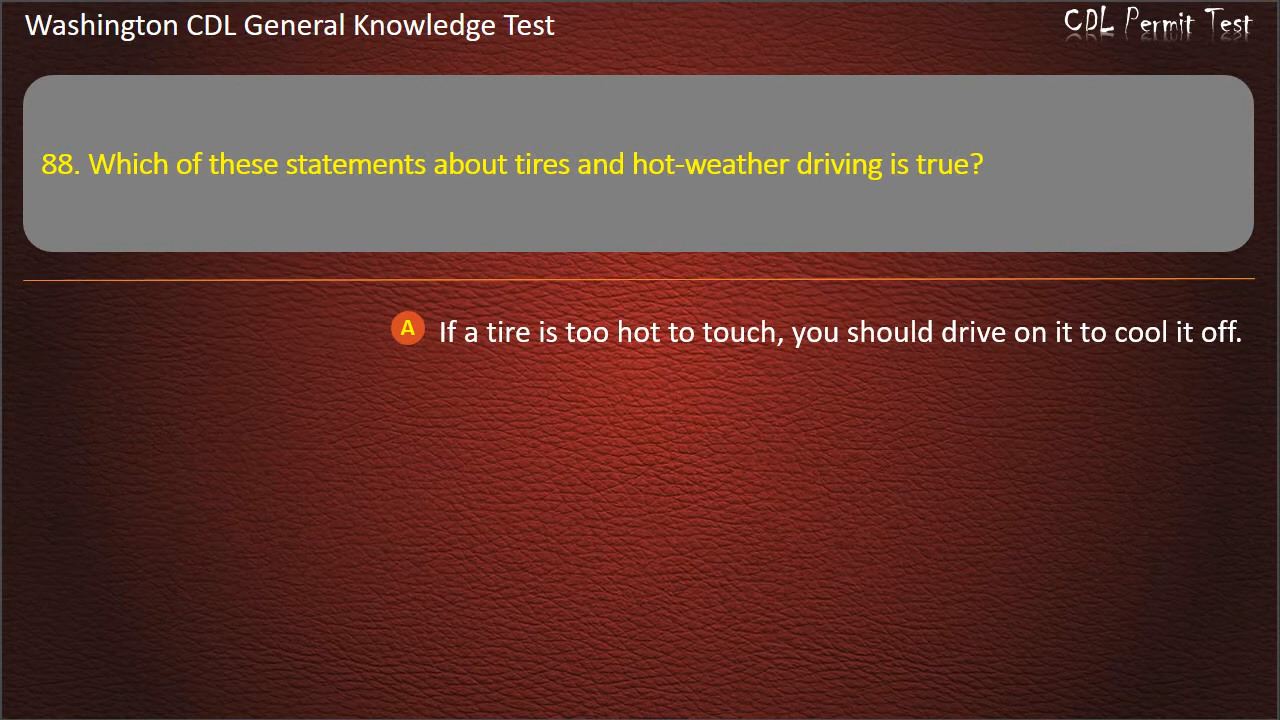 Washington CDL General Knowledge Test
CDL Permit Test
88. Which of these statements about tires and hot-weather driving is true?
A If a tire is too hot to touch, you should drive on it to cool it off.